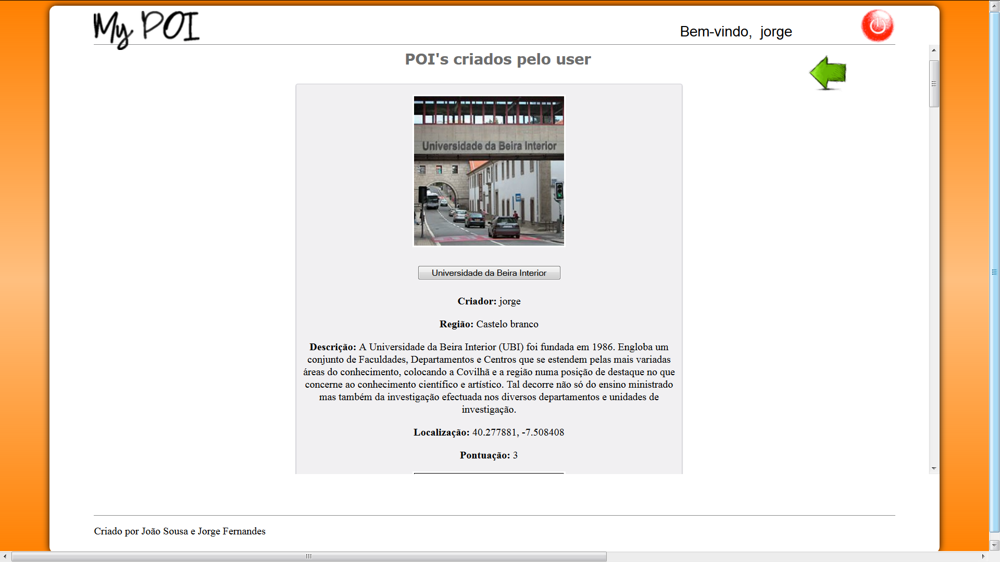 My POI
Bem-vindo, jorge
POI's criados pelo user
Universidade da Beira Interior
Universidade da Beira Interior
Criador: jorge
Região: Castelo branco
Descrição: A Universidade da Beira Interior (UBI) foi fundada em 1986. Engloba um
conjunto de Faculdades, Departamentos e Centros que se estendem pelas mais variadas
áreas do conhecimento, colocando a Covilhã e a região numa posição de destaque no que
concerne ao conhecimento científico e artístico. Tal decorre não só do ensino ministrado
mas também da investigação efectuada nos diversos departamentos e unidades de
investigação.
Localização: 40.277881, -7.508408
Pontuação: 3
Criado por João Sousa e Jorge Fernandes